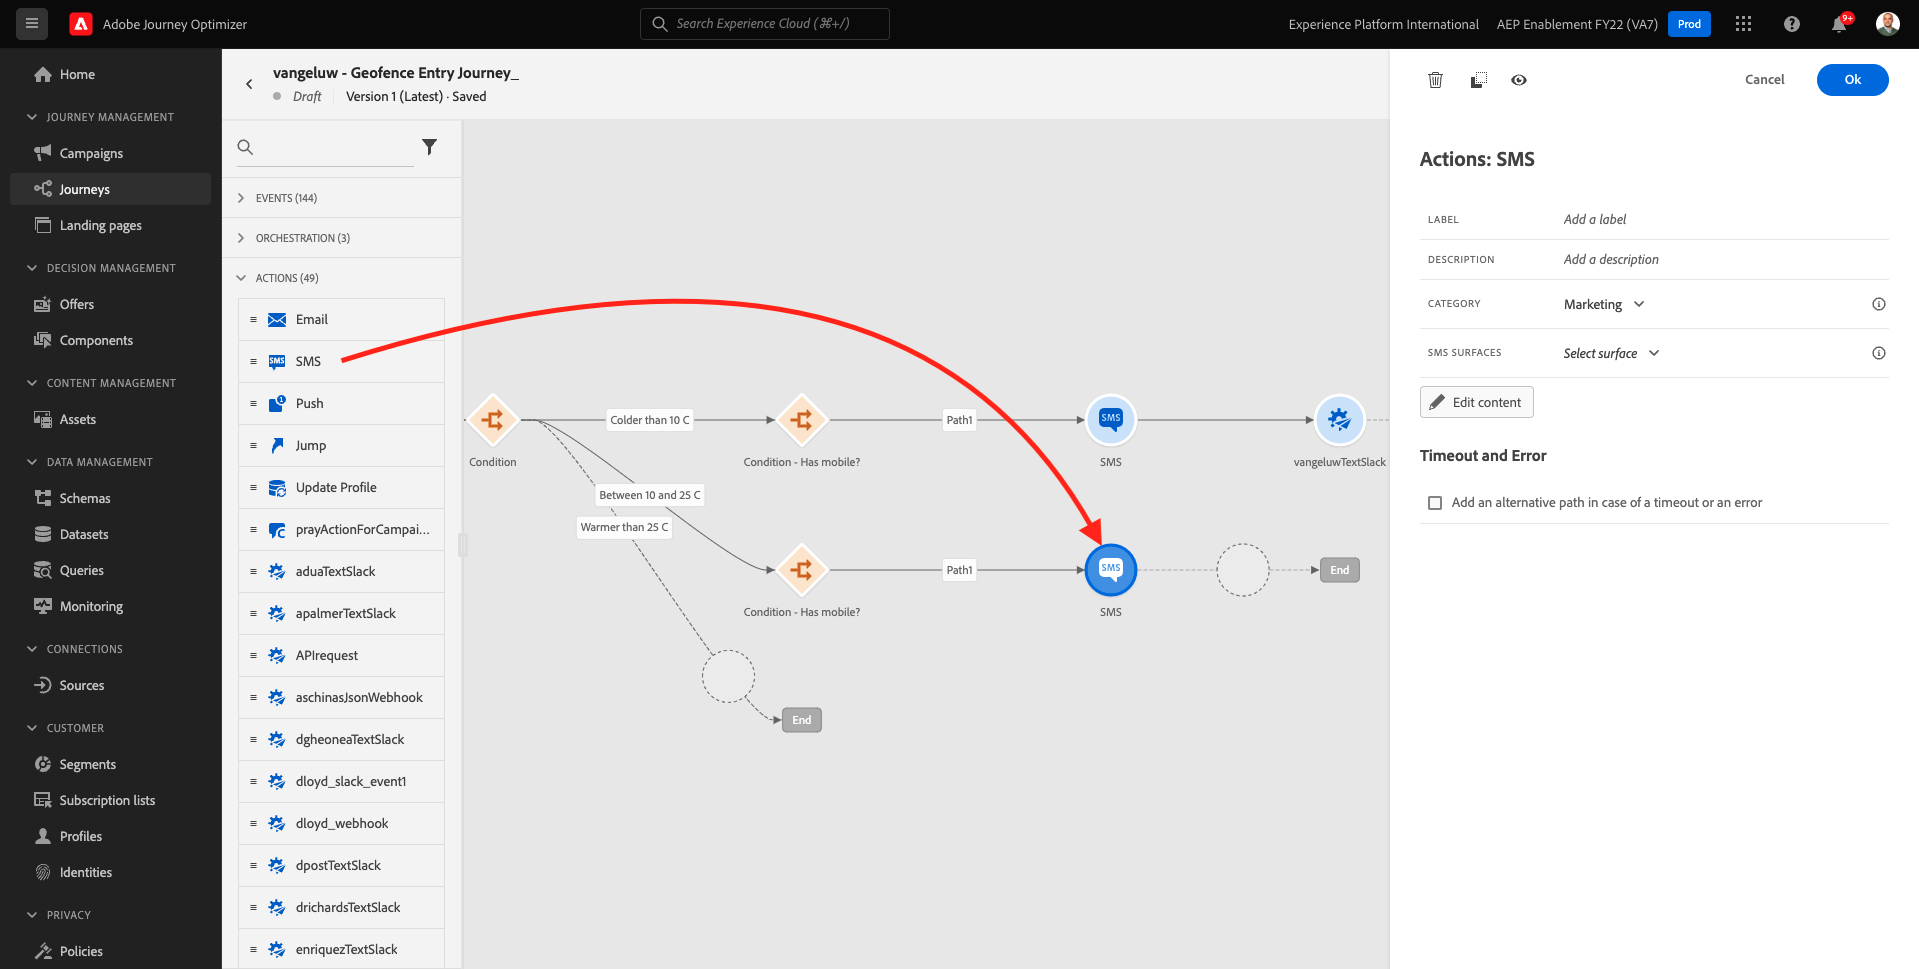 Adobe Journey Optimizer
Search Experience Cloud (⌘+/)
Experience Platform International
AEP Enablement FY22 (VA7)
Prod
9+
Home
JOURNEY MANAGEMENT
Campaigns
Journeys
Landing pages
DECISION MANAGEMENT
Offers
Components
CONTENT MANAGEMENT
Assets
DATA MANAGEMENT
Schemas
Datasets
Queries
Monitoring
CONNECTIONS
Sources
CUSTOMER
Segments
Subscription lists
Profiles
Identities
PRIVACY
Policies
vangeluw - Geofence Entry Journey_
Draft
Version 1 (Latest) · Saved
EVENTS (144)
ORCHESTRATION (3)
ACTIONS (49)
Email
SMS
SMS
Push
Jump
Update Profile
prayActionForCampai...
aduaTextSlack
apalmerTextSlack
APIrequest
aschinasJsonWebhook
dgheoneaTextSlack
dloyd_slack_event1
dloyd_webhook
dpostTextSlack
drichardsTextSlack
enriquezTextSlack
Condition
Colder than 10 C
Condition - Has mobile?
Path1
SMS
SMS
vangeluwTextSlack
Between 10 and 25 C
Warmer than 25 C
Condition - Has mobile?
Path1
SMS
SMS
End
End
Cancel
Ok
Actions: SMS
LABEL
Add a label
DESCRIPTION
Add a description
CATEGORY
Marketing
SMS SURFACES
Select surface
Edit content
Timeout and Error
Add an alternative path in case of a timeout or an error